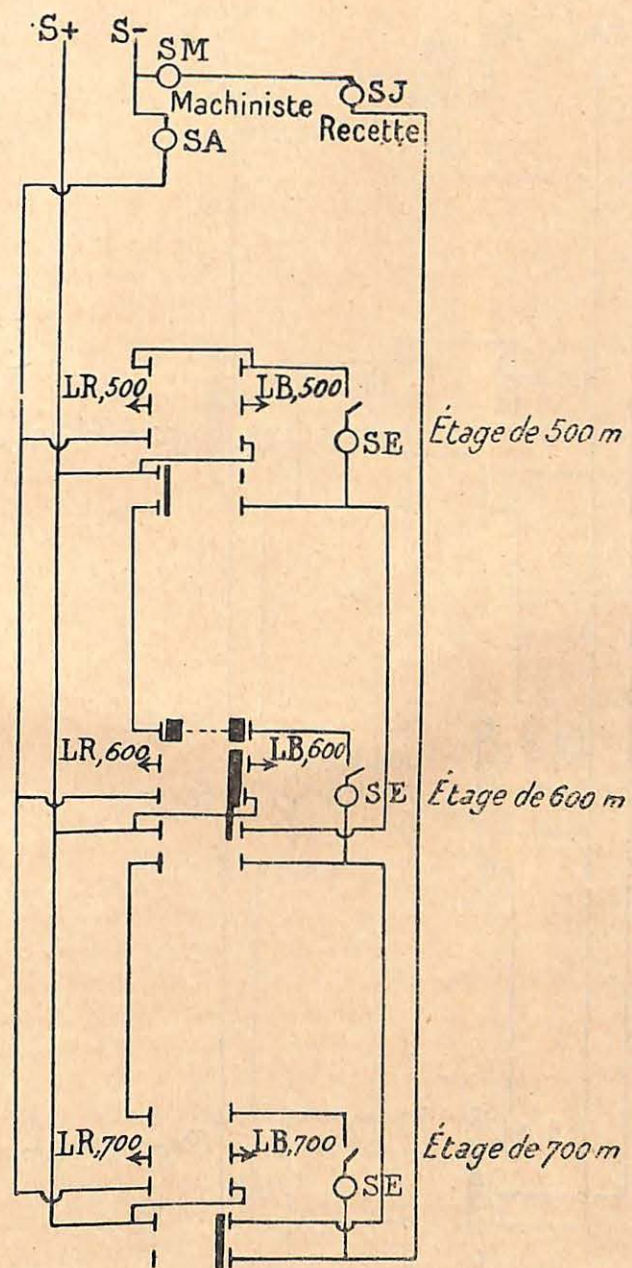 S+ S-
SM
Machiniste
SJ
Recette
SA
LR,500 LB,500
SE
Étage de 500 m
LR,600 LB,600
SE
Étage de 600 m
LR,700 LB,700
SE
Étage de 700 m